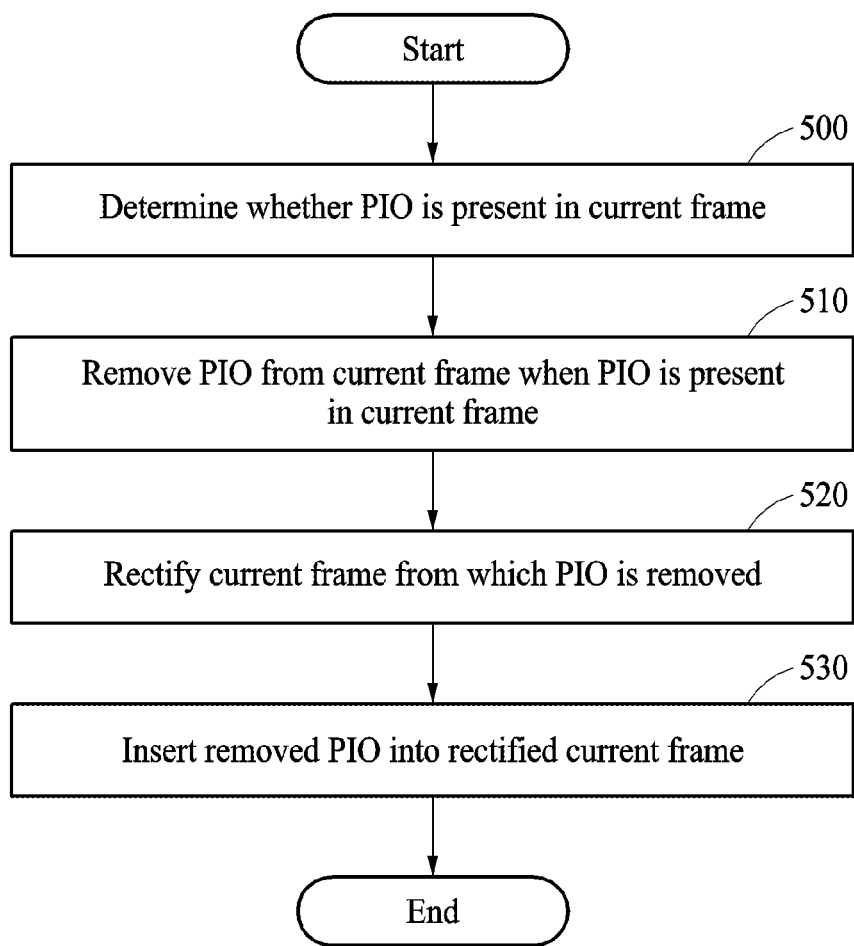 Start
500
Determine whether PIO is present in current frame
510
Remove PIO from current frame when PIO is present
in current frame
520
Rectify current frame from which PIO is removed
530
Insert removed PIO into rectified current frame
End